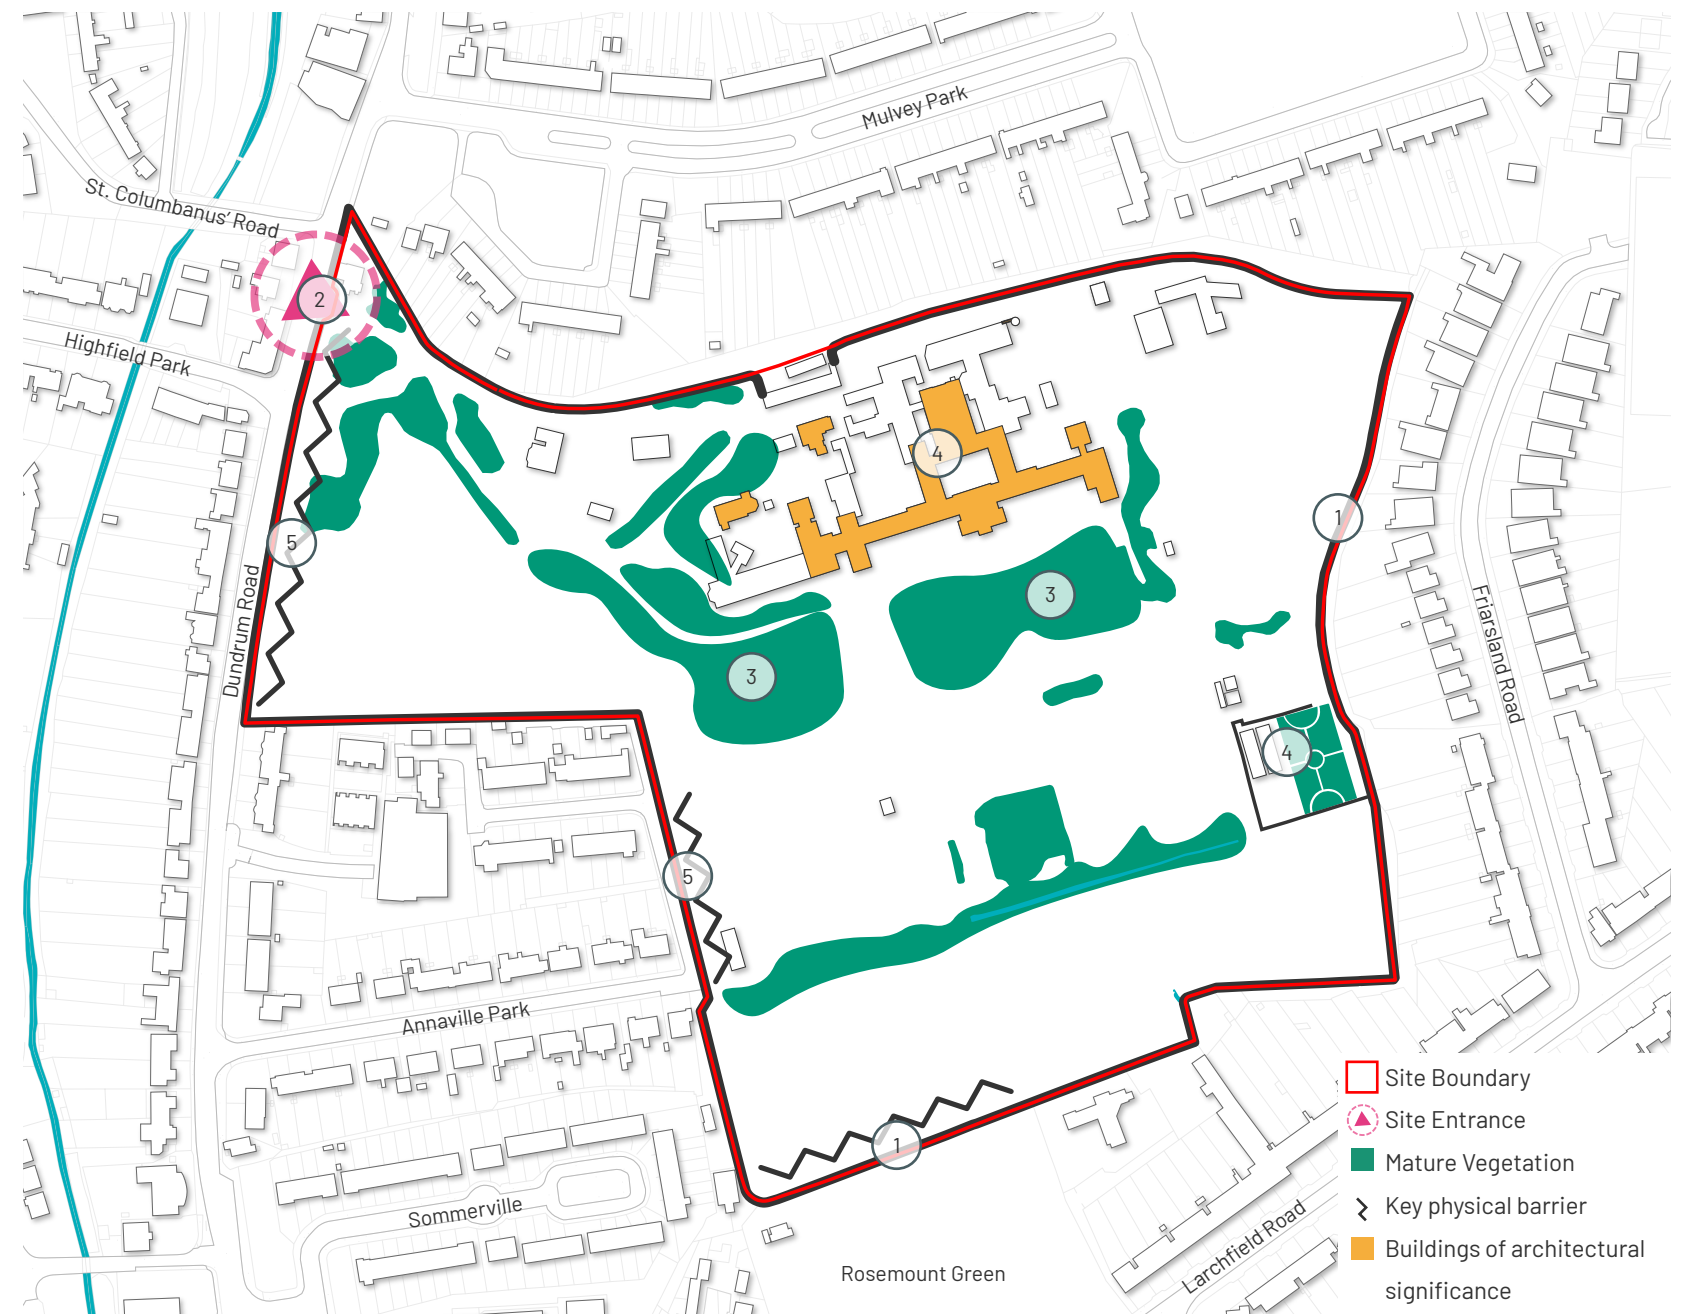 Mulvey Park
St. Columbanus' Road
2
Highfield Park
4
1
5
3
3
Dundrum Road
Friarsland Road
4
5
Annaville Park
1
Sommerville
Larchfield Road
Rosemount Green
Site Boundary
Site Entrance
Mature Vegetation
Key physical barrier
Buildings of architectural
significance